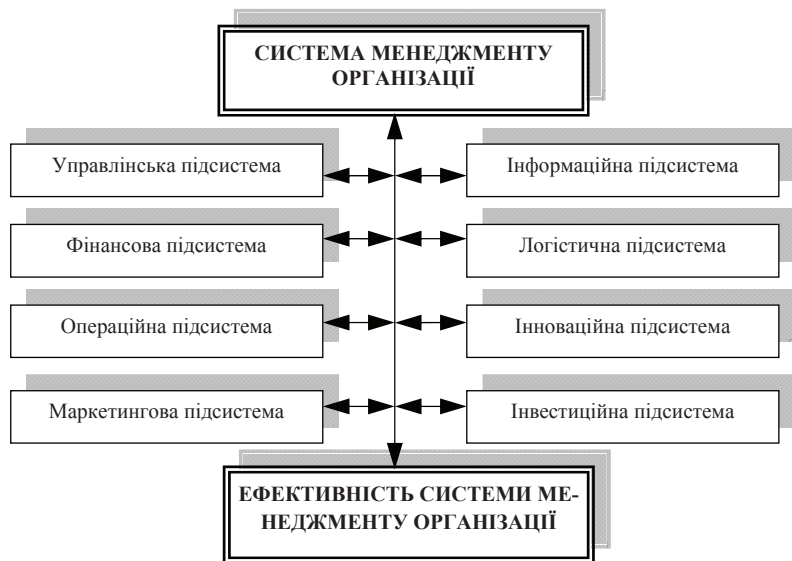 СИСТЕМА МЕНЕДЖМЕНТУ
ОРГАНІЗАЦІЇ
Управлінська підсистема
Інформаційна підсистема
Фінансова підсистема
Логістична підсистема
Операційна підсистема
Інноваційна підсистема
Маркетингова підсистема
Інвестиційна підсистема
ЕФЕКТИВНІСТЬ СИСТЕМИ МЕ-
НЕДЖМЕНТУ ОРГАНІЗАЦІЇ